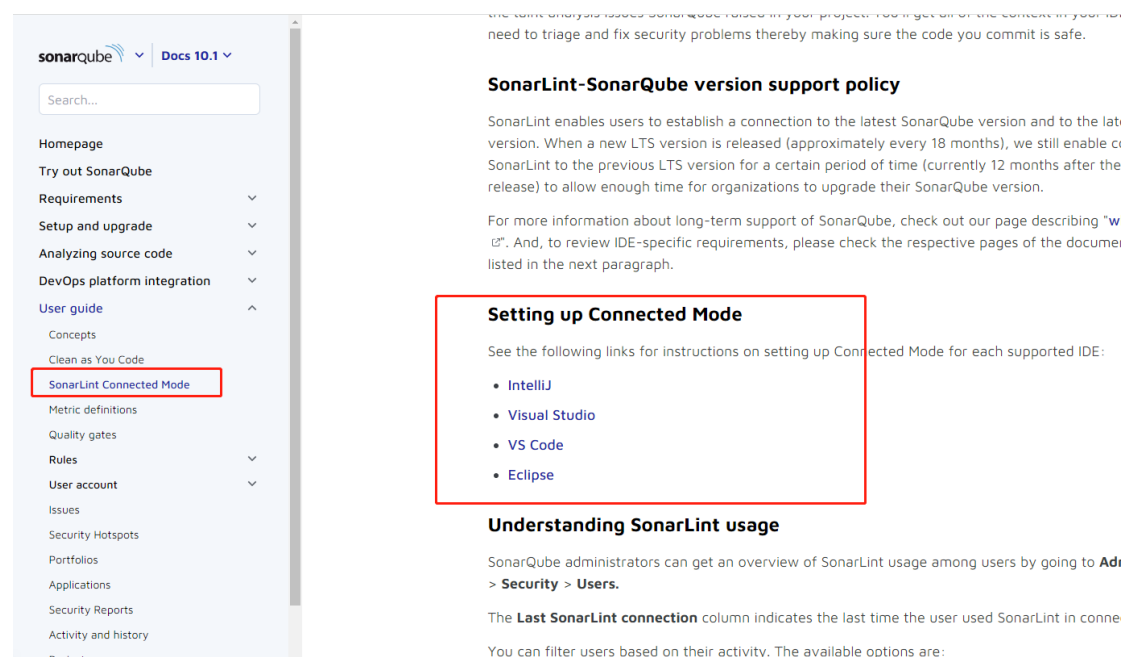 sonarqube Docs 10.1
Search...
Homepage
Try out SonarQube
Requirements
Setup and upgrade
Analyzing source code
DevOps platform integration
User guide
Concepts
Clean as You Code
SonarLint Connected Mode
Metric definitions
Quality gates
Rules
User account
Issues
Security Hotspots
Portfolios
Applications
Security Reports
Activity and history
need to triage and fix security problems thereby making sure the code you commit is safe.
SonarLint-SonarQube version support policy
SonarLint enables users to establish a connection to the latest SonarQube version and to the
version. When a new LTS version is released (approximately every 18 months), we still enable
SonarLint to the previous LTS version for a certain period of time (currently 12 months after the
release) to allow enough time for organizations to upgrade their SonarQube version.
For more information about long-term support of SonarQube, check out our page describing "
". And, to review IDE-specific requirements, please check the respective pages of the
listed in the next paragraph.
Setting up Connected Mode
See the following links for instructions on setting up Connected Mode for each supported IDE:
• IntelliJ
• Visual Studio
• VS Code
• Eclipse
Understanding SonarLint usage
SonarQube administrators can get an overview of SonarLint usage among users by going to
> Security > Users.
The Last SonarLint connection column indicates the last time the user used SonarLint in
You can filter users based on their activity. The available options are: